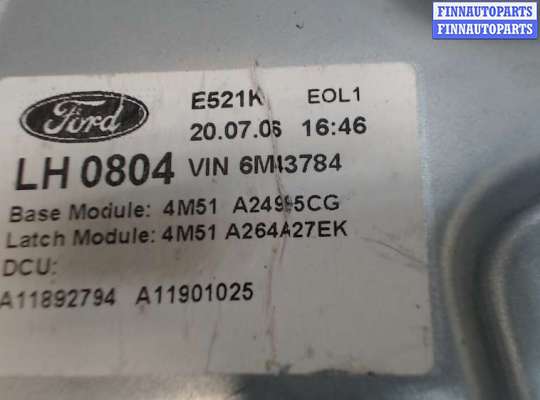 FINNAUTOPARTS
FINNAUTOPARTS
Ford
E521K EOL1
20.07.06 16:46
LH 0804 VIN 6M43784
Base Module: 4M51 A24995CG
Latch Module: 4M51 A264A27EK
DCU:
A11892794 A11901025